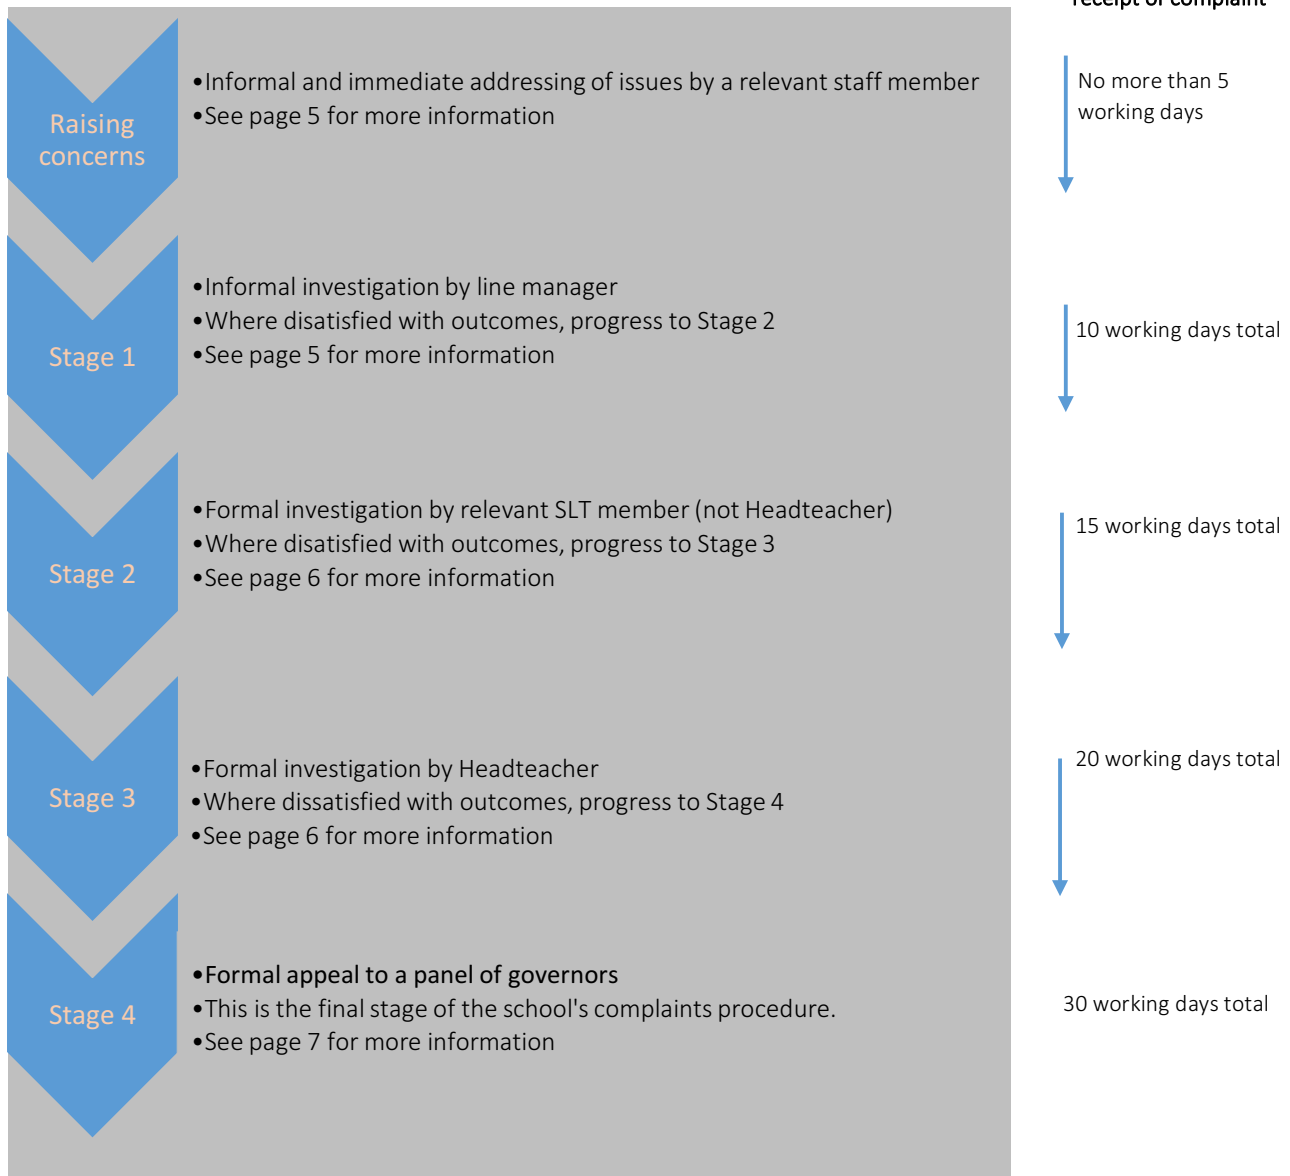 receipt of complaint
Raising
concerns
•Informal and immediate addressing of issues by a relevant staff member
•See page 5 for more information
No more than 5
working days
Stage 1
•Informal investigation by line manager
•Where disatisfied with outcomes, progress to Stage 2
•See page 5 for more information
10 working days total
Stage 2
•Formal investigation by relevant SLT member (not Headteacher)
•Where disatisfied with outcomes, progress to Stage 3
•See page 6 for more information
15 working days total
Stage 3
•Formal investigation by Headteacher
•Where dissatisfied with outcomes, progress to Stage 4
•See page 6 for more information
20 working days total
Stage 4
•Formal appeal to a panel of governors
•This is the final stage of the school's complaints procedure.
•See page 7 for more information
30 working days total